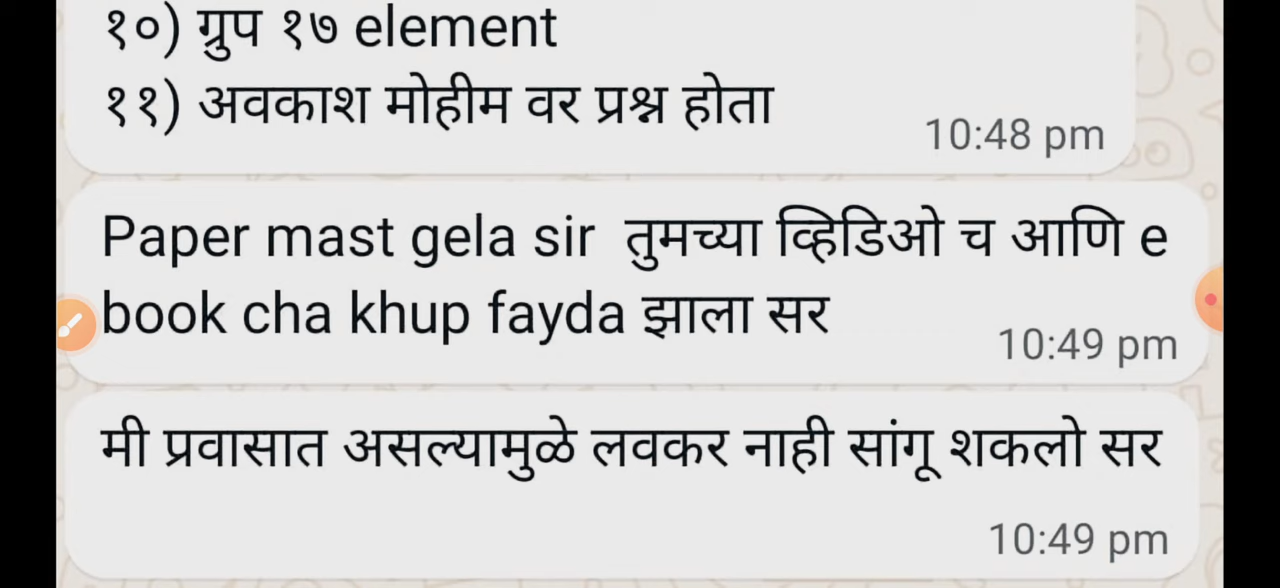 १०) ग्रुप १७ element
११) अवकाश मोहीम वर प्रश्न होता
10:48 pm
Paper mast gela sir तुमच्या व्हिडिओ च आणि e
book cha khup fayda झाला सर
10:49 pm
मी प्रवासात असल्यामुळे लवकर नाही सांगू शकलो सर
10:49 pm